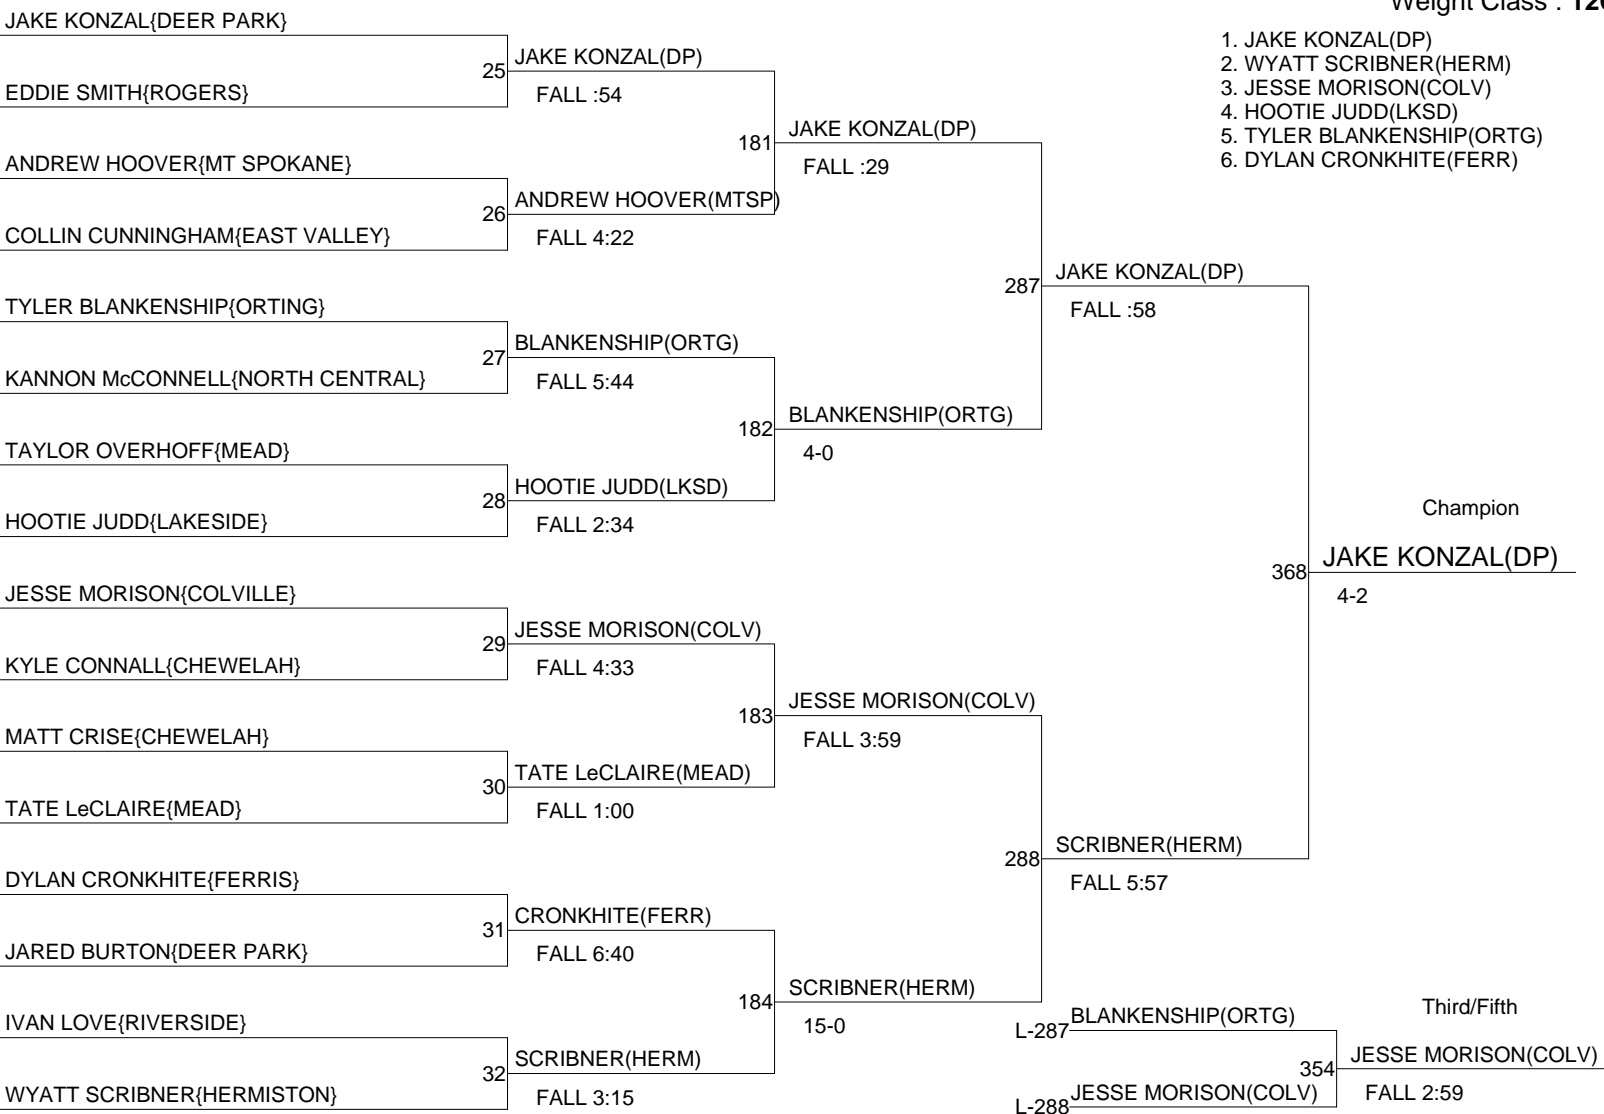 Weight Class :
1. JAKE KONZAL(DP)
2. WYATT SCRIBNER(HERM)
3. JESSE MORISON(COLV)
4. HOOTIE JUDD(LKSD)
5. TYLER BLANKENSHIP(ORTG)
6. DYLAN CRONKHITE(FERR)
JAKE KONZAL{DEER PARK}
EDDIE SMITH{ROGERS}
ANDREW HOOVER{MT SPOKANE}
COLLIN CUNNINGHAM{EAST VALLEY}
TYLER BLANKENSHIP{ORTING}
KANNON McCONNELL{NORTH CENTRAL}
TAYLOR OVERHOFF{MEAD}
HOOTIE JUDD{LAKESIDE}
JESSE MORISON{COLVILLE}
KYLE CONNALL{CHEWELAH}
MATT CRISE{CHEWELAH}
TATE LeCLAIRE{MEAD}
DYLAN CRONKHITE{FERRIS}
JARED BURTON{DEER PARK}
IVAN LOVE{RIVERSIDE}
WYATT SCRIBNER{HERMISTON}
25 JAKE KONZAL(DP)
FALL :54
26 ANDREW HOOVER(MTSP)
FALL 4:22
27 BLANKENSHIP(ORTG)
FALL 5:44
28 HOOTIE JUDD(LKSD)
FALL 2:34
29 JESSE MORISON(COLV)
FALL 4:33
30 TATE LeCLAIRE(MEAD)
FALL 1:00
31 CRONKHITE(FERR)
FALL 6:40
32 SCRIBNER(HERM)
FALL 3:15
181 JAKE KONZAL(DP)
FALL :29
182 BLANKENSHIP(ORTG)
4-0
183 JESSE MORISON(COLV)
FALL 3:59
184 SCRIBNER(HERM)
15-0
287 JAKE KONZAL(DP)
FALL :58
288 SCRIBNER(HERM)
FALL 5:57
Champion
368 JAKE KONZAL(DP)
4-2
Third/Fifth
L-287 BLANKENSHIP(ORTG)
L-288 JESSE MORISON(COLV)
354 JESSE MORISON(COLV)
FALL 2:59